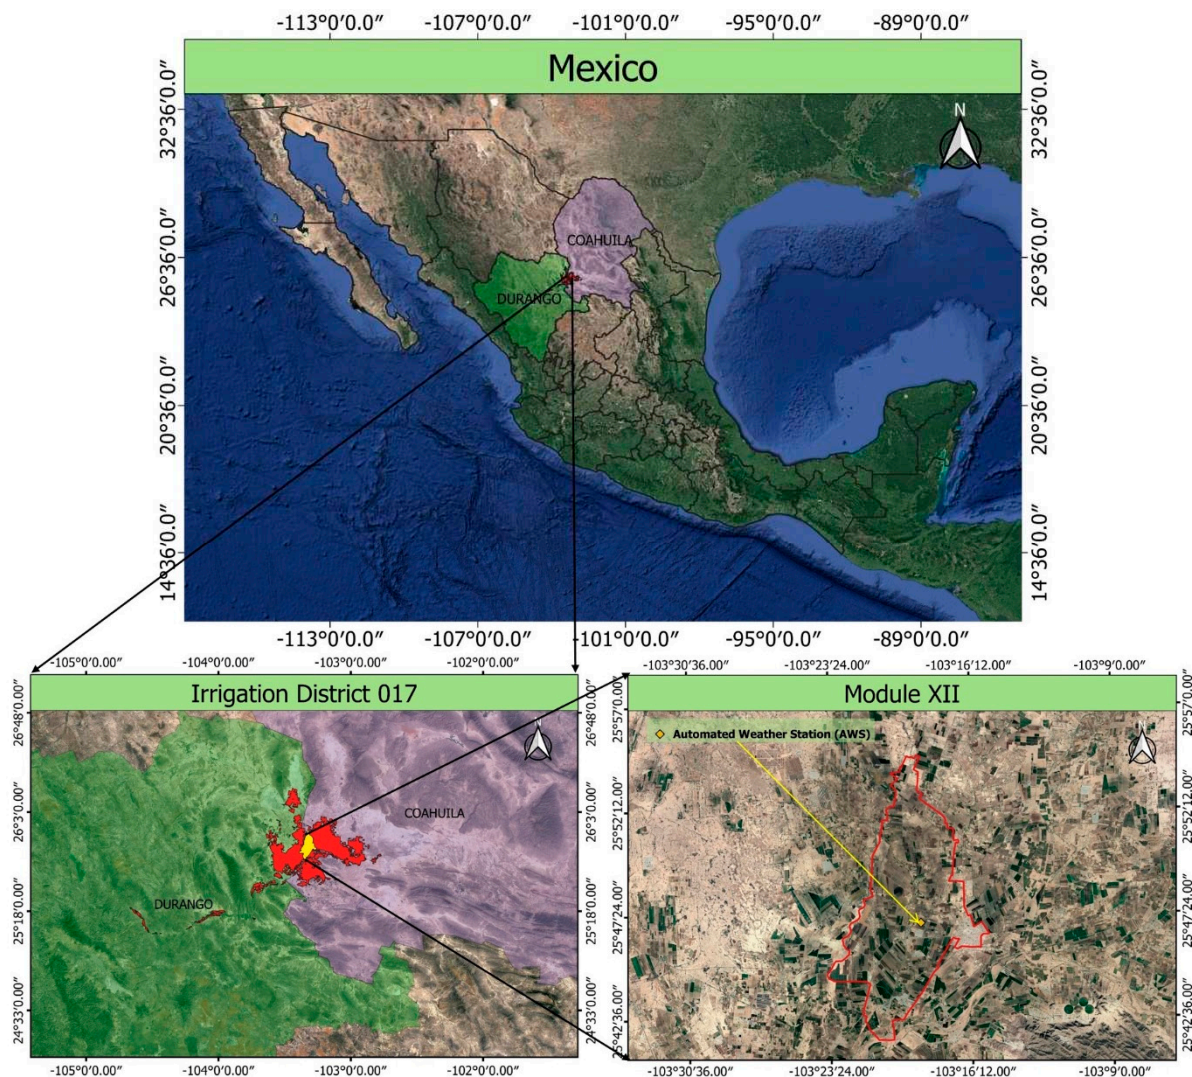 -113°0′0.0″ -107°0′0.0″ -101°0′0.0″ -95°0′0.0″ -89°0′0.0″
Mexico
N
32°36′0.0″
32°36′0.0″
26°36′0.0″
26°36′0.0″
20°36′0.0″
20°36′0.0″
14°36′0.0″
14°36′0.0″
COAHUILA
DURANGO
-113°0′0.0″ -107°0′0.0″ -101°0′0.0″ -95°0′0.0″ -89°0′0.0″
-105°0′0.00″ -104°0′0.00″ -103°0′0.00″ -102°0′0.00″
Irrigation District 017
N
26°48′0.00″
26°48′0.00″
26°3′0.00″
26°3′0.00″
25°18′0.00″
25°18′0.00″
24°33′0.00″
24°33′0.00″
COAHUILA
DURANGO
-105°0′0.00″ -104°0′0.00″ -103°0′0.00″ -102°0′0.00″
-103°30′36.00″ -103°23′24.00″ -103°16′12.00″ -103°9′0.00″
Module XII
Automated Weather Station (AWS)
N
25°57′0.00″
25°57′0.00″
25°52′12.00″
25°52′12.00″
25°47′24.00″
25°47′24.00″
25°42′36.00″
25°42′36.00″
-103°30′36.00″ -103°23′24.00″ -103°16′12.00″ -103°9′0.00″